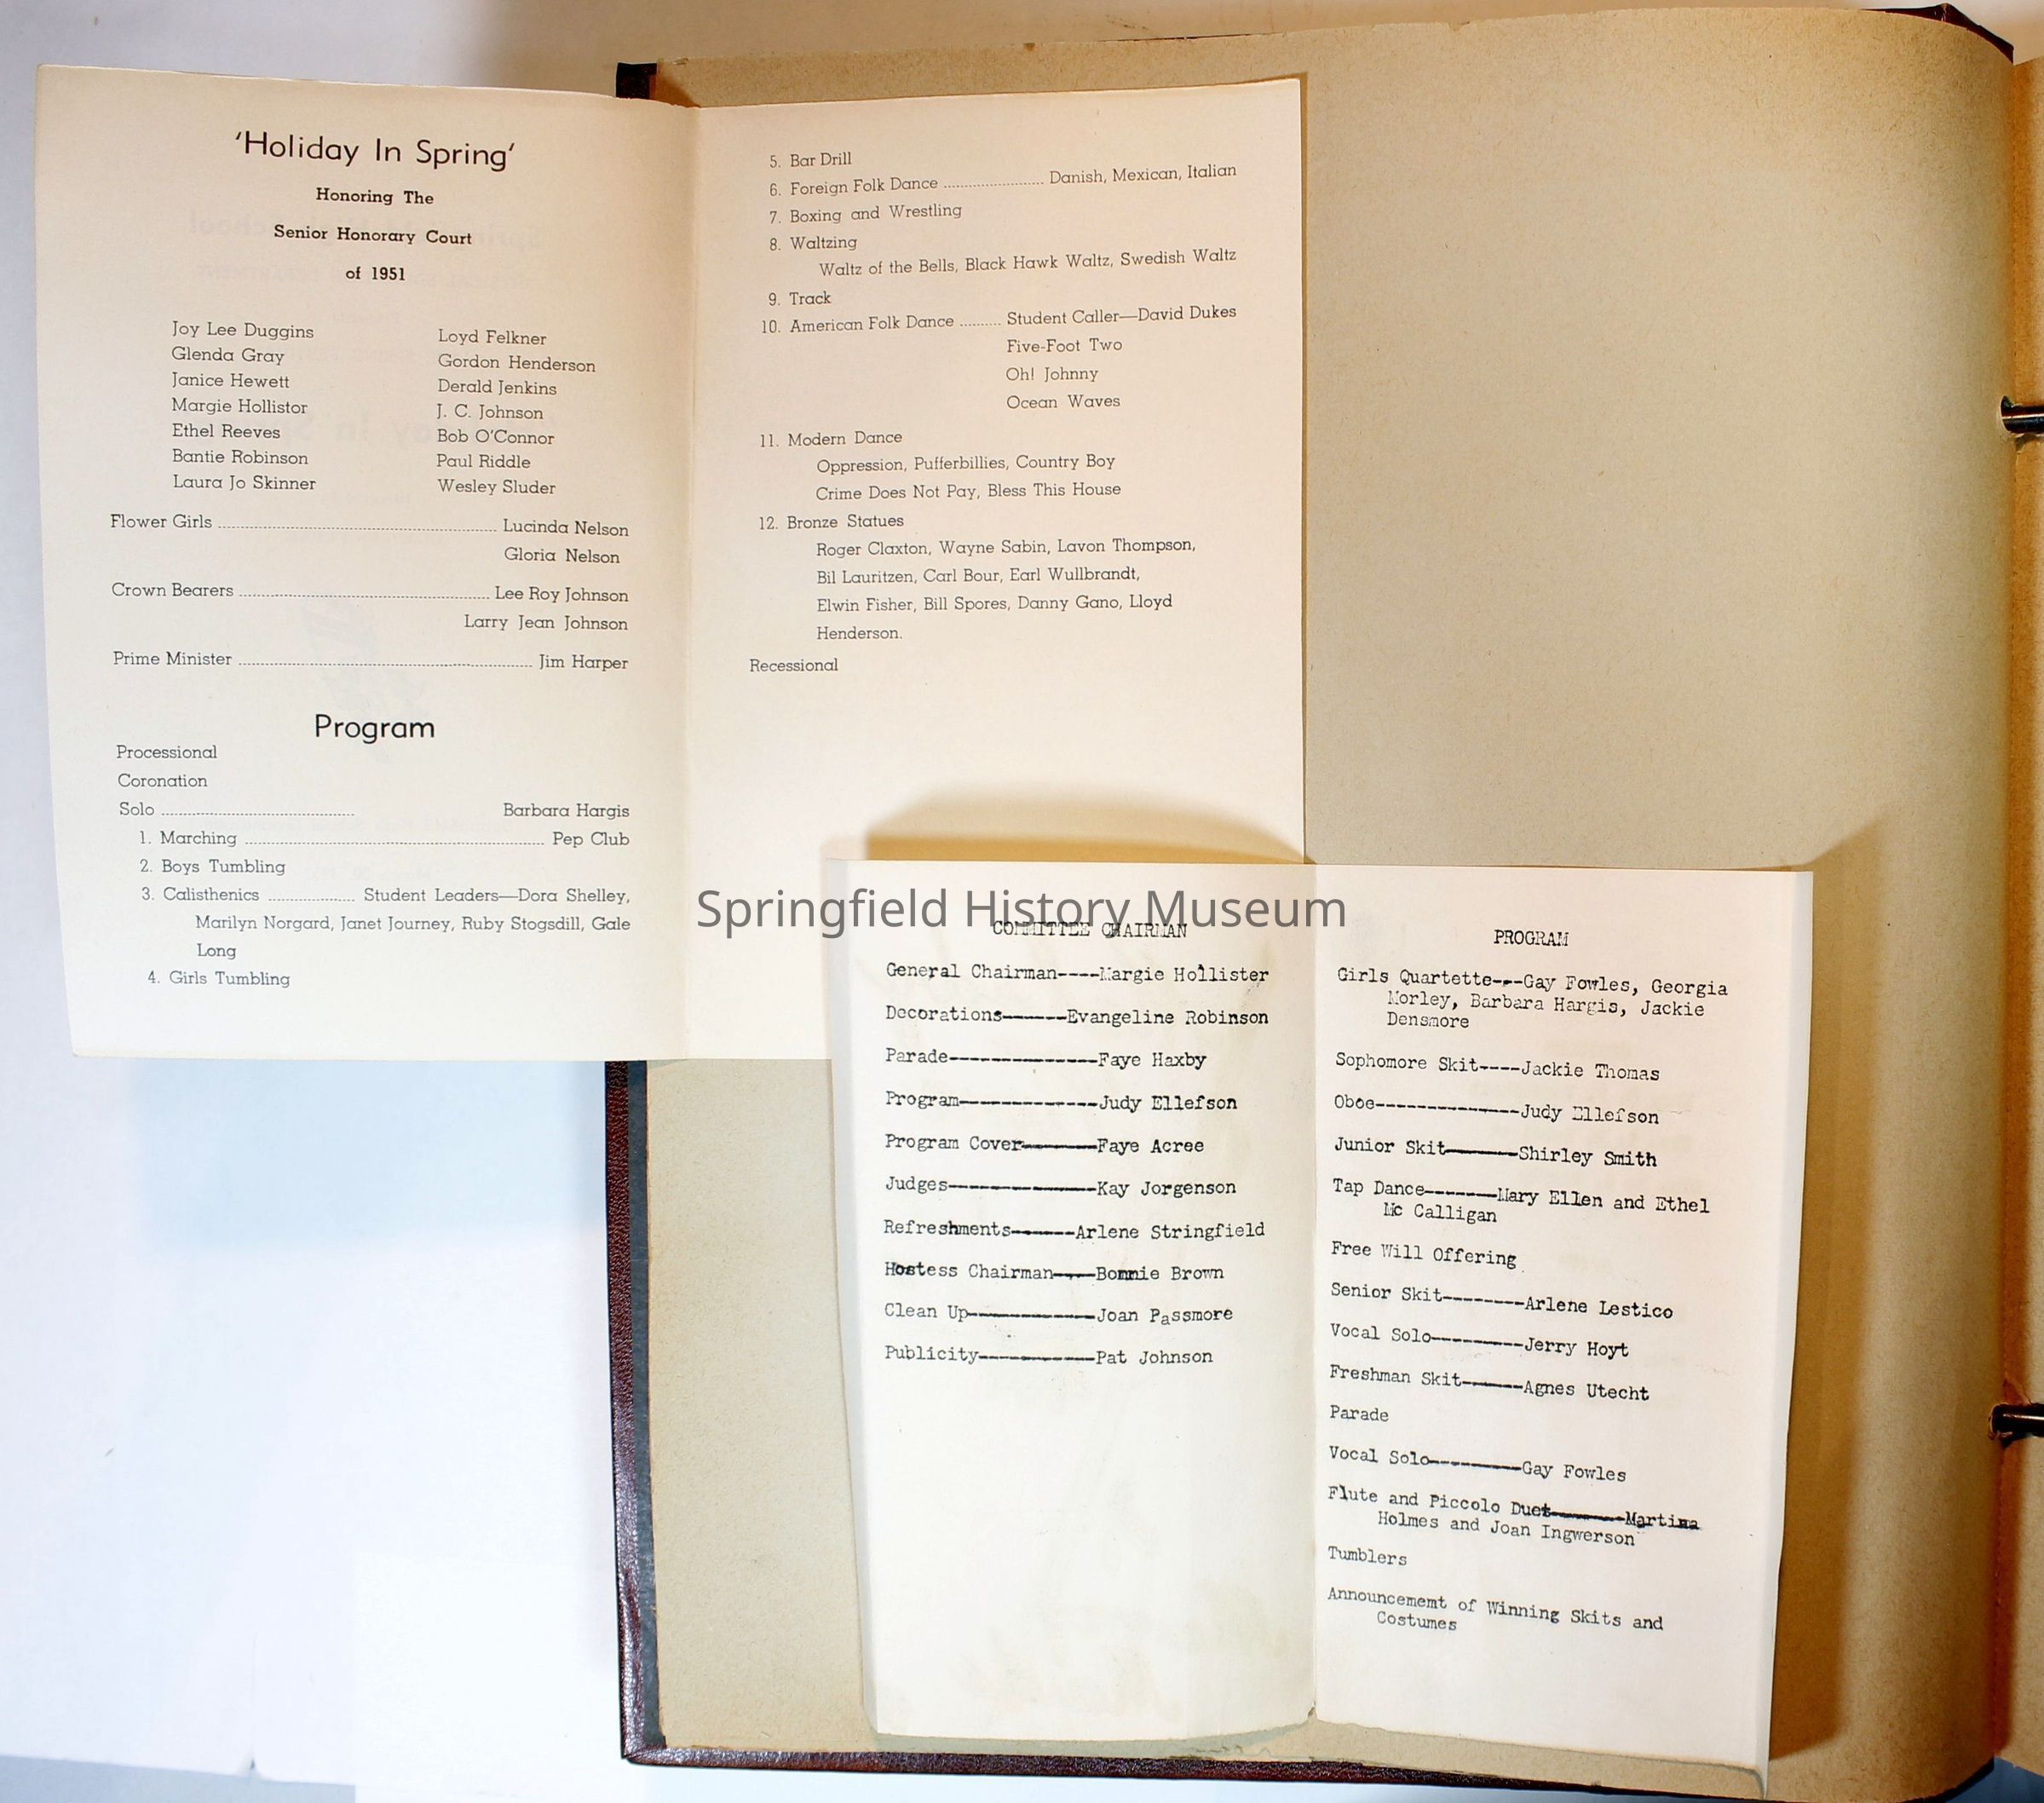 'Holiday In Spring'
Honoring The
Senior Honorary Court
of 1951
Joy Lee Duggins
Glenda Gray
Janice Hewett
Margie Hollistor
Ethel Reeves
Bantie Robinson
Laura Jo Skinner
Loyd Felkner
Gordon Henderson
Derald Jenkins
J. C. Johnson
Bob O'Connor
Paul Riddle
Wesley Sluder
Flower Girls ........ Lucinda Nelson
Gloria Nelson
Crown Bearers ........ Lee Roy Johnson
Larry Jean Johnson
Prime Minister ........ Jim Harper
Program
Processional
Coronation
Solo ........ Barbara Hargis
1. Marching ........ Pep Club
2. Boys Tumbling
3. Calisthenics ........ Student Leaders—Dora Shelley,
Marilyn Norgard, Janet Journey, Ruby Stogsdill, Gale
Long
4. Girls Tumbling
5. Bar Drill
6. Foreign Folk Dance ........ Danish, Mexican, Italian
7. Boxing and Wrestling
8. Waltzing
Waltz of the Bells, Black Hawk Waltz, Swedish Waltz
9. Track
10. American Folk Dance ........ Student Caller—David Dukes
Five-Foot Two
Oh! Johnny
Ocean Waves
11. Modern Dance
Oppression, Pufferbillies, Country Boy
Crime Does Not Pay, Bless This House
12. Bronze Statues
Roger Claxton, Wayne Sabin, Lavon Thompson,
Bil Lauritzen, Carl Bour, Earl Wullbrandt,
Elwin Fisher, Bill Spores, Danny Gano, Lloyd
Henderson.
Recessional
Springfield History Museum
COMMITTEE CHAIRMAN
General Chairman----Margie Hollister
Decorations------Evangeline Robinson
Parade--------------Faye Haxby
Program-------------Judy Ellefson
Program Cover-------Faye Acree
Judges--------------Kay Jorgenson
Refreshments------Arlene Stringfield
Hostess Chairman----Bonnie Brown
Clean Up------------Joan Passmore
Publicity-----------Pat Johnson
PROGRAM
Girls Quartette---Gay Fowles, Georgia
Morley, Barbara Hargis, Jackie
Densmore
Sophomore Skit----Jackie Thomas
Oboe--------------Judy Ellefson
Junior Skit-------Shirley Smith
Tap Dance-------Mary Ellen and Ethel
Mc Calligan
Free Will Offering
Senior Skit--------Arlene Lestico
Vocal Solo---------Jerry Hoyt
Freshman Skit------Agnes Utecht
Parade
Vocal Solo---------Gay Fowles
Flute and Piccolo Duet-------Martina
Holmes and Joan Ingwerson
Tumblers
Announcememt of Winning Skits and
Costumes